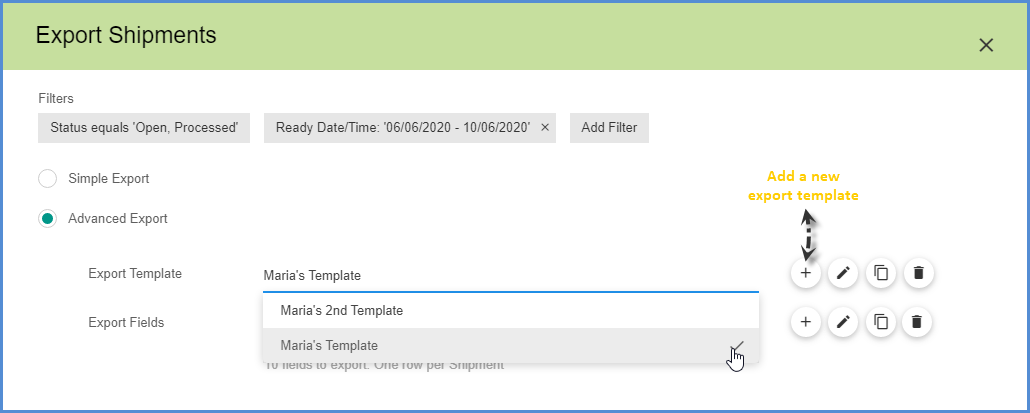 Export Shipments
Filters
Status equals 'Open, Processed'
Ready Date/Time: '06/06/2020 - 10/06/2020' ×
Add Filter
Simple Export
Add a new
export template
Advanced Export
Export Template
Maria's Template
Maria's 2nd Template
Export Fields
Maria's Template
10 fields to export. One row per Shipment